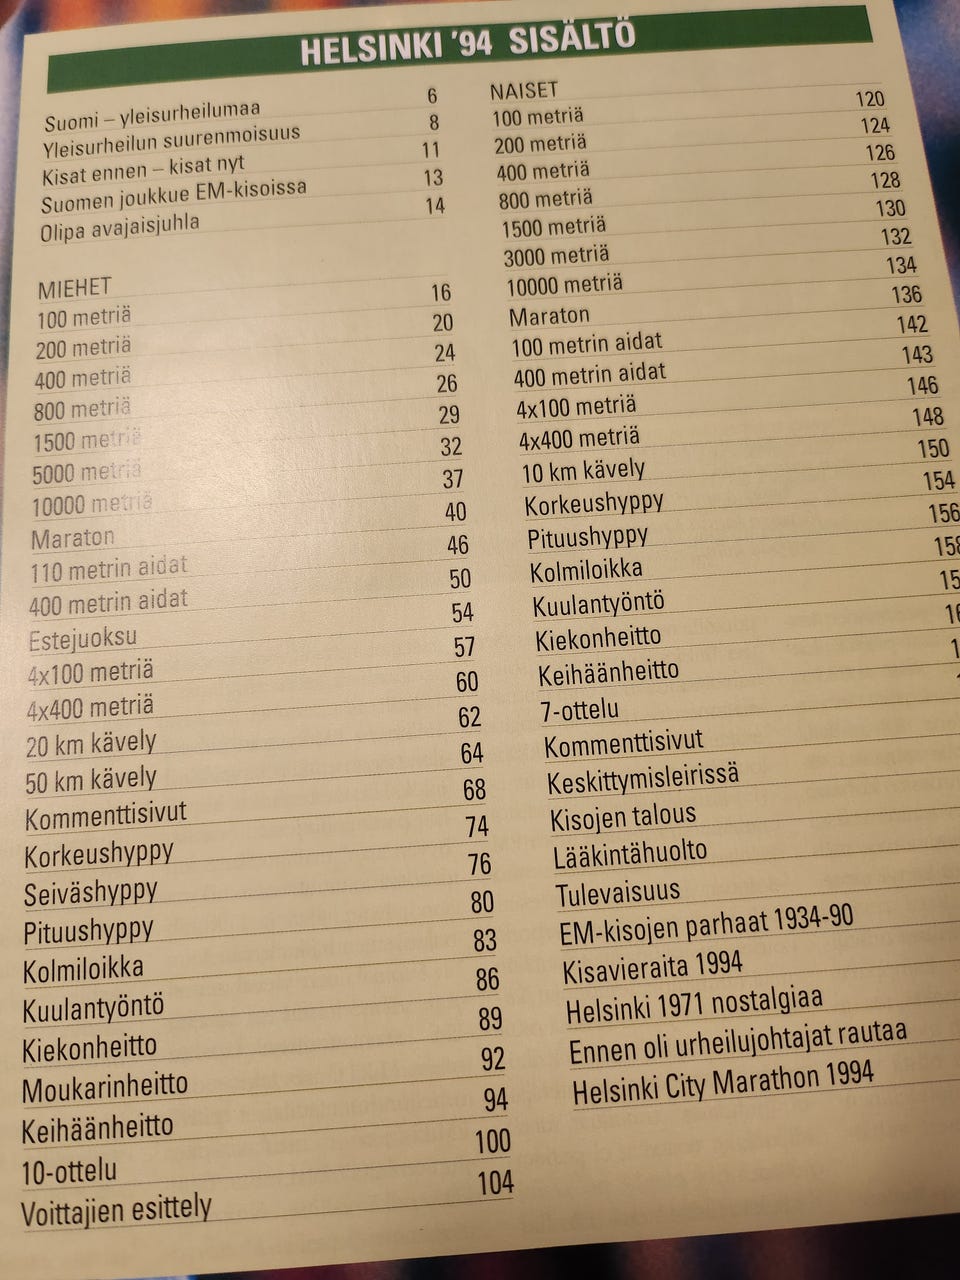 HELSINKI '94 SISÄLTÖ
Suomi – yleisurheilumaa 6
Yleisurheilun suurenmoisuus 8
Kisat ennen – kisat nyt 11
Suomen joukkue EM-kisoissa 13
Olipa avajaisjuhla 14
MIEHET
100 metriä 16
200 metriä 20
400 metriä 24
800 metriä 26
1500 metriä 29
5000 metriä 32
10000 metriä 37
Maraton 40
110 metrin aidat 46
400 metrin aidat 50
Estejuoksu 54
4x100 metriä 57
4x400 metriä 60
20 km kävely 62
50 km kävely 64
Kommenttisivut 68
Korkeushyppy 74
Seiväshyppy 76
Pituushyppy 80
Kolmiloikka 83
Kuulantyöntö 86
Kiekonheitto 89
Moukarinheitto 92
Keihäänheitto 94
10-ottelu 100
Voittajien esittely 104
NAISET
100 metriä 120
200 metriä 124
400 metriä 126
800 metriä 128
1500 metriä 130
3000 metriä 132
10000 metriä 134
Maraton 136
100 metrin aidat 142
400 metrin aidat 143
4x100 metriä 146
4x400 metriä 148
10 km kävely 150
Korkeushyppy 154
Pituushyppy 156
Kolmiloikka
Kuulantyöntö
Kiekonheitto
Keihäänheitto
7-ottelu
Kommenttisivut
Keskittymisleirissä
Kisojen talous
Lääkintähuolto
Tulevaisuus
EM-kisojen parhaat 1934-90
Kisavieraita 1994
Helsinki 1971 nostalgiaa
Ennen oli urheilujohtajat rautaa
Helsinki City Marathon 1994